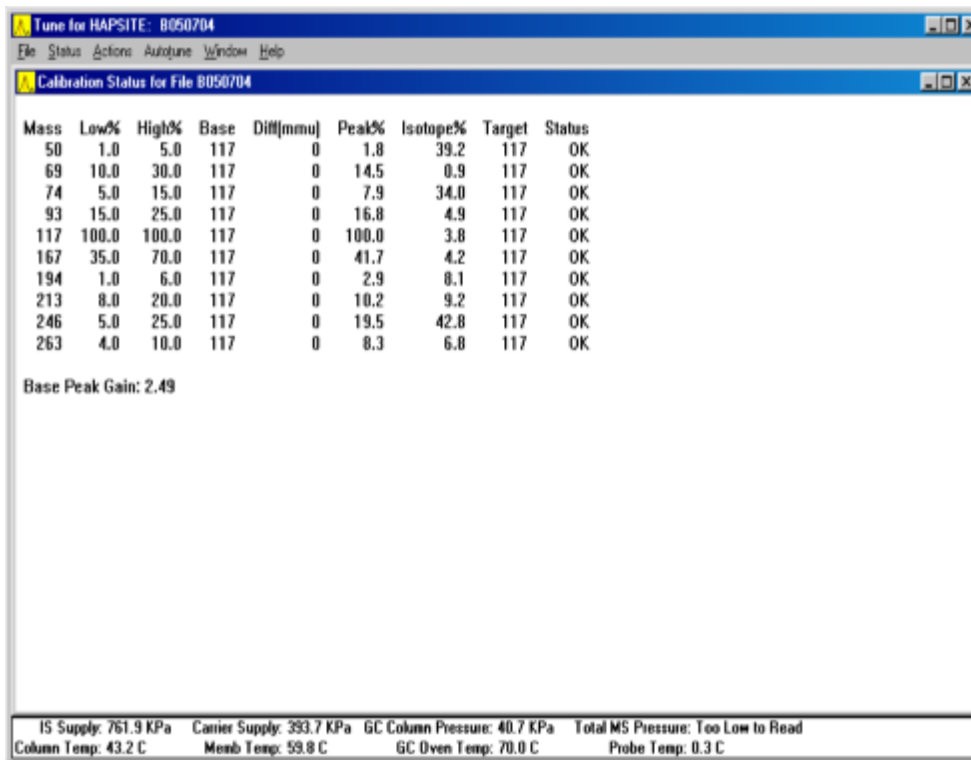 Tune for HAPSITE: B050704
File Status Actions Autotune Window Help
Calibration Status for File B050704
Mass Low% High% Base Diff(mmu) Peak% Isotope% Target Status
50 1.0 5.0 117 0 1.8 39.2 117 OK
69 10.0 30.0 117 0 14.5 0.9 117 OK
74 5.0 15.0 117 0 7.9 34.0 117 OK
93 15.0 25.0 117 0 16.8 4.9 117 OK
117 100.0 100.0 117 0 100.0 3.8 117 OK
167 35.0 70.0 117 0 41.7 4.2 117 OK
194 1.0 6.0 117 0 2.9 8.1 117 OK
213 8.0 20.0 117 0 10.2 9.2 117 OK
246 5.0 25.0 117 0 19.5 42.8 117 OK
263 4.0 10.0 117 0 8.3 6.8 117 OK
Base Peak Gain: 2.49
IS Supply: 761.9 KPa Carrier Supply: 393.7 KPa GC Column Pressure: 40.7 KPa Total MS Pressure: Too Low to Read
Column Temp: 43.2 C Memb Temp: 59.8 C GC Oven Temp: 70.0 C Probe Temp: 0.3 C